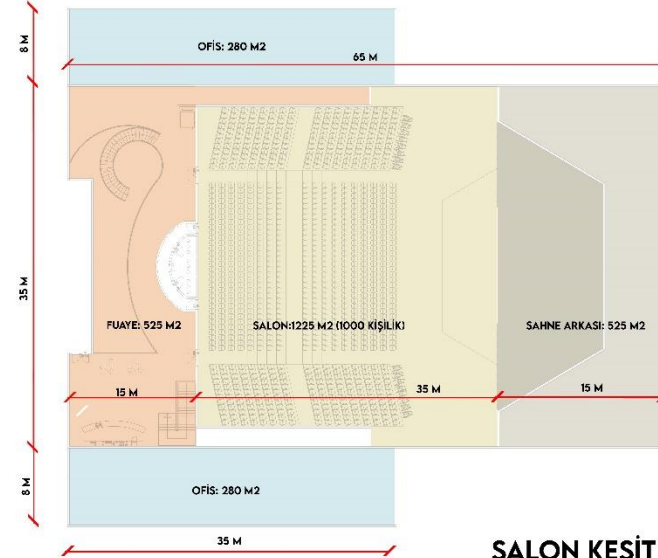 8 M
OFİS: 280 M2
65 M
35 M
FUAYE: 525 M2
SALON:1225 M2 (1000 KİŞİLİK)
SAHNE ARKASI: 525 M2
15 M
35 M
15 M
8 M
OFİS: 280 M2
35 M
SALON KESİT